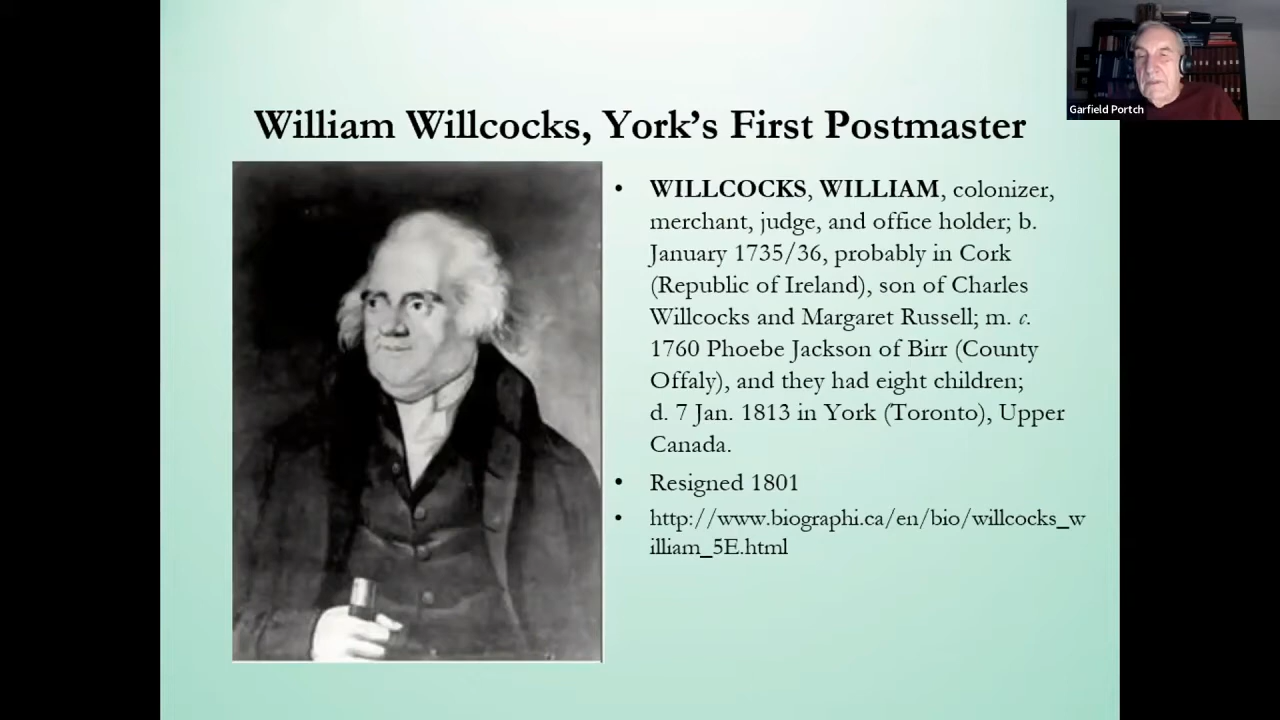 Garfield Portch
William Willcocks, York's First Postmaster
• WILLCOCKS, WILLIAM, colonizer,
merchant, judge, and office holder; b.
January 1735/36, probably in Cork
(Republic of Ireland), son of Charles
Willcocks and Margaret Russell; m. c.
1760 Phoebe Jackson of Birr (County
Offaly), and they had eight children;
d. 7 Jan. 1813 in York (Toronto), Upper
Canada.
• Resigned 1801
• http://www.biographi.ca/en/bio/willcocks_w
illiam_5E.html